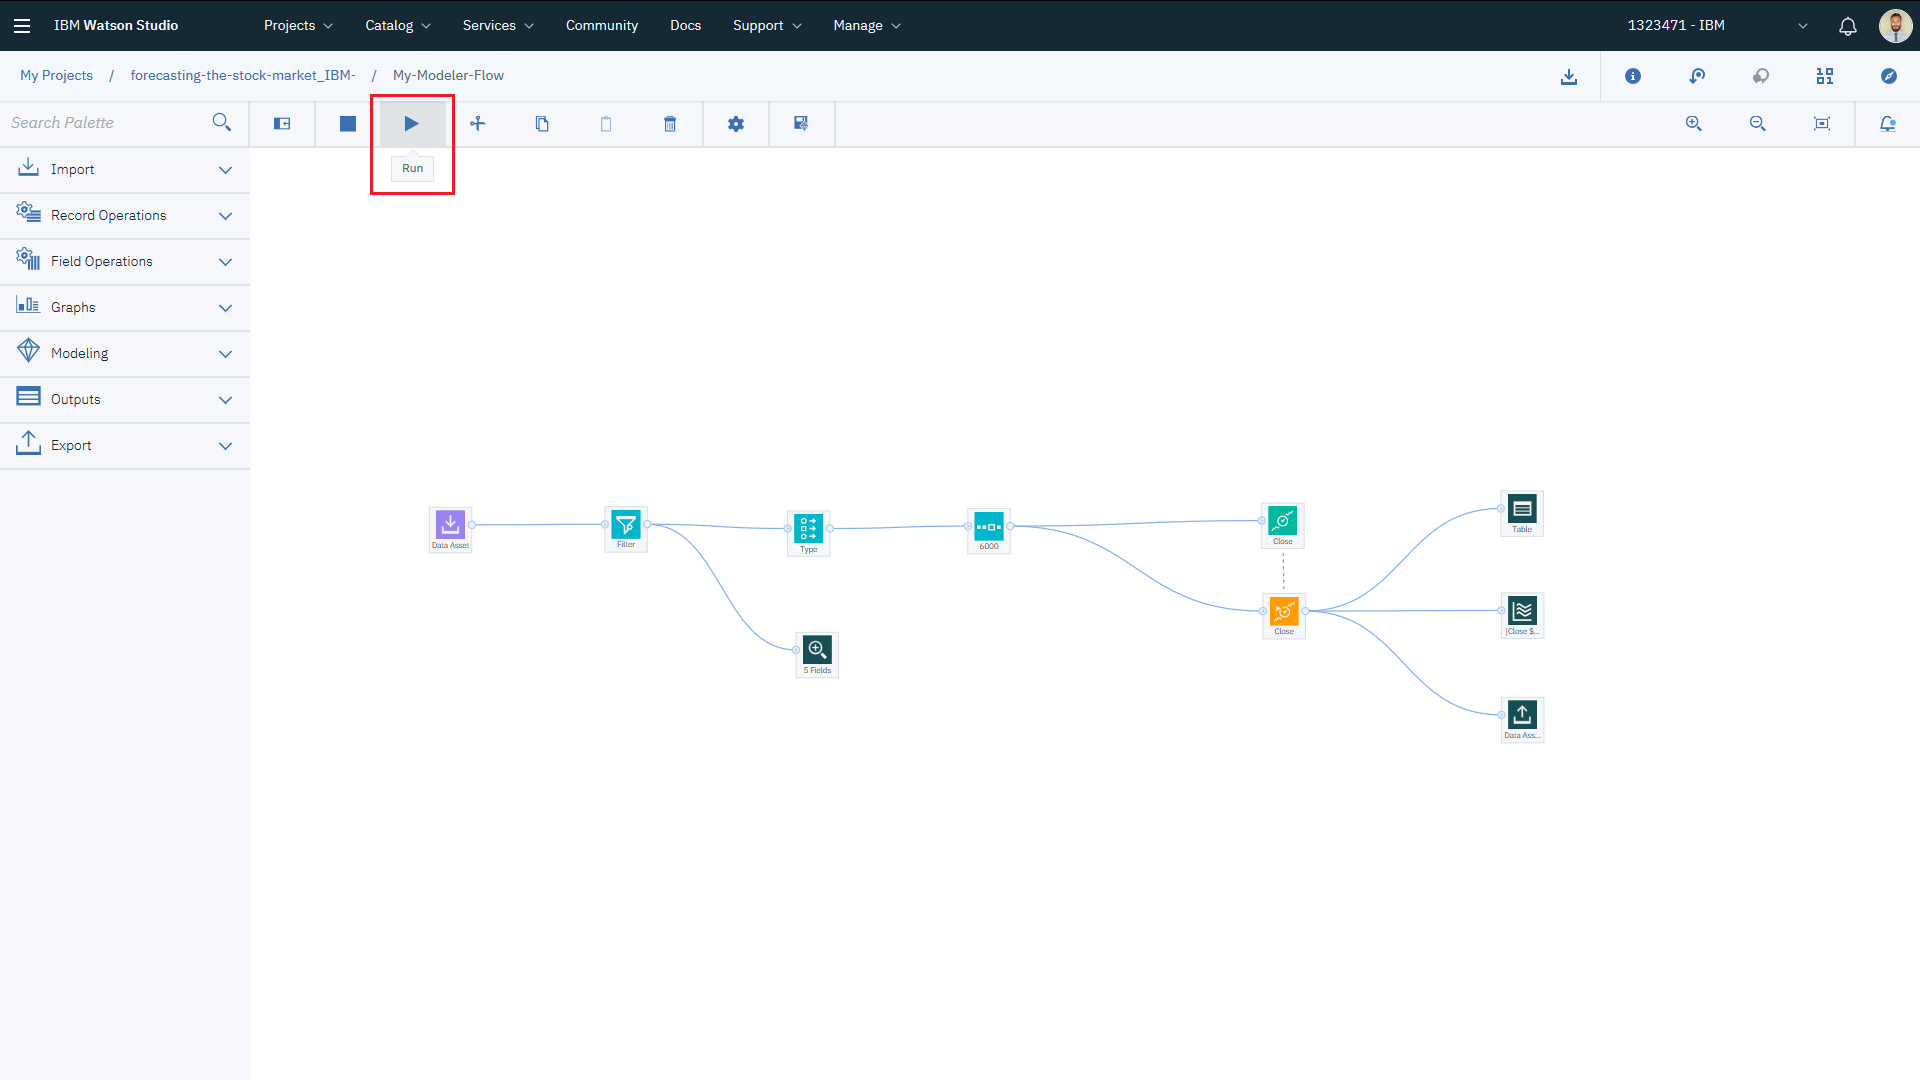 IBM Watson Studio Projects Catalog Services Community Docs Support Manage 1323471 - IBM
My Projects / forecasting-the-stock-market_IBM- / My-Modeler-Flow
Search Palette
Run
Import
Record Operations
Field Operations
Graphs
Modeling
Outputs
Export
Data Asset
Filter
Type
6000
Close
Table
5 Fields
Close
[Close $...
Data Ass...